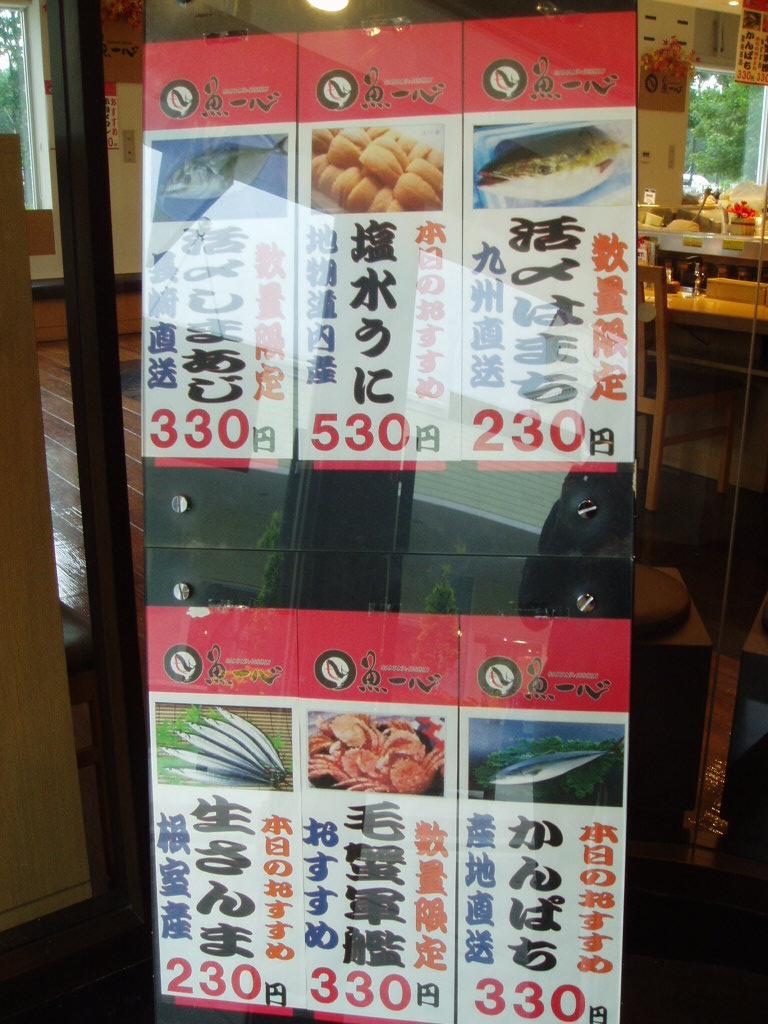 魚一心
魚一心
魚一心
数量限定
活〆しまあじ
長崎直送
330円
本日のおすすめ
塩水うに
地物道内産
530円
数量限定
活〆はまち
九州直送
230円
魚一心
魚一心
魚一心
本日のおすすめ
生さんま
根室産
230円
数量限定
毛蟹軍艦
おすすめ
330円
本日のおすすめ
かんぱち
産地直送
330円
かんぱち
330